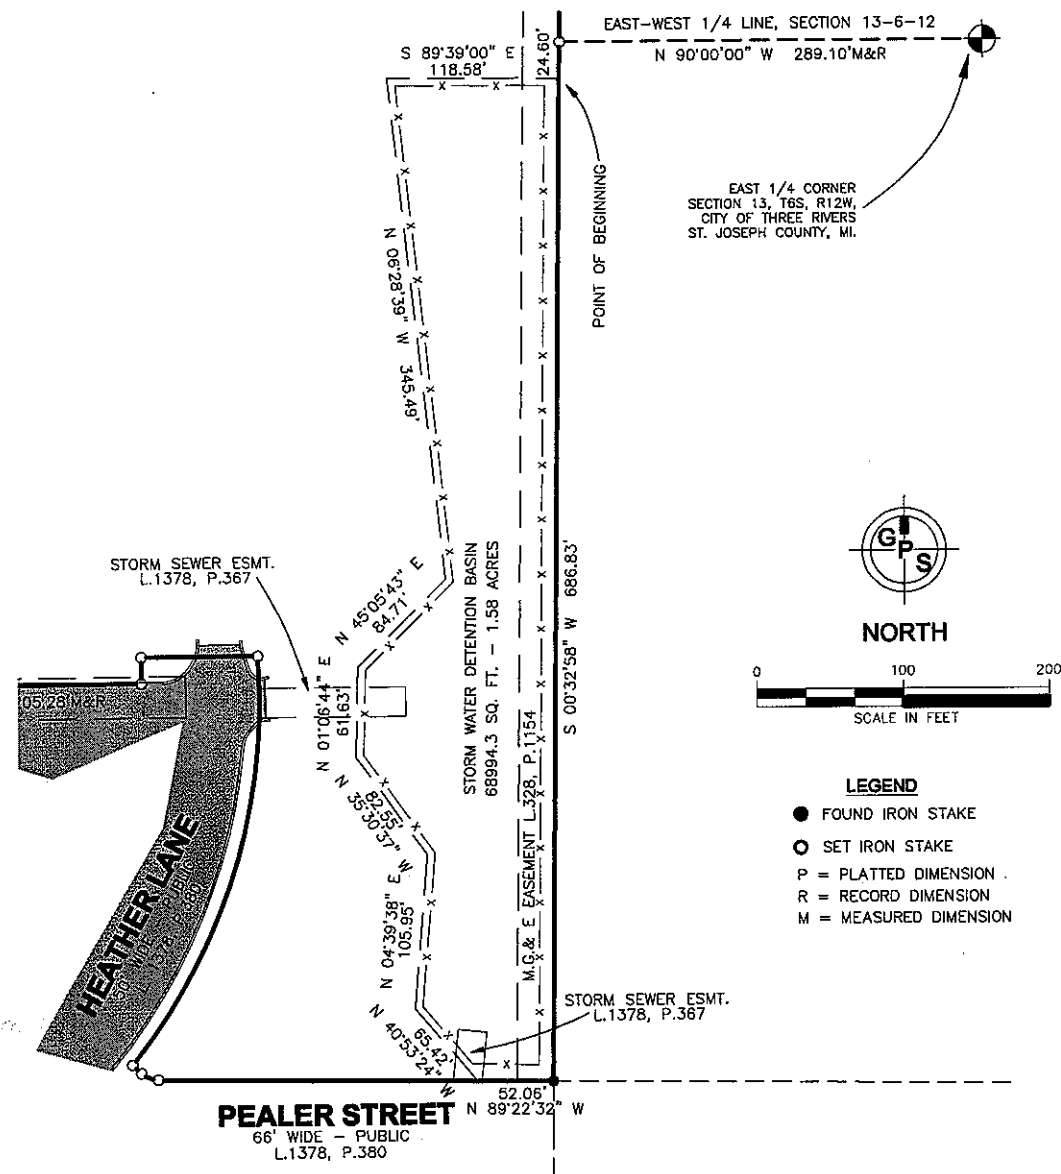 EAST-WEST 1/4 LINE, SECTION 13-6-12
N 90°00'00" W 289.10'M&R
S 89°39'00" E
118.58'
24.60'
POINT OF BEGINNING
EAST 1/4 CORNER
SECTION 13, T6S, R12W,
CITY OF THREE RIVERS
ST. JOSEPH COUNTY, MI.
N 06°28'39" W 345.49'
GPS
NORTH
0 100 200
SCALE IN FEET
STORM SEWER ESMT.
L.1378, P.367
N 45°05'43" E
84.71'
STORM WATER DETENTION BASIN
68994.3 SQ. FT. - 1.58 ACRES
S 00°32'58" W 686.83'
M.G.& E EASEMENT L.328, P.1154
N 01°06'44" E
61.63'
05.28'M&R
82.55'
N 35°30'37" W
LEGEND
FOUND IRON STAKE
SET IRON STAKE
P = PLATTED DIMENSION
R = RECORD DIMENSION
M = MEASURED DIMENSION
HEATHER LANE
50' WIDE - PUBLIC
L.1378, P.380
N 04°39'38" E
105.95'
STORM SEWER ESMT.
L.1378, P.367
65.42'
N 40°53'24" W
52.06'
N 89°22'32" W
PEALER STREET
66' WIDE - PUBLIC
L.1378, P.380